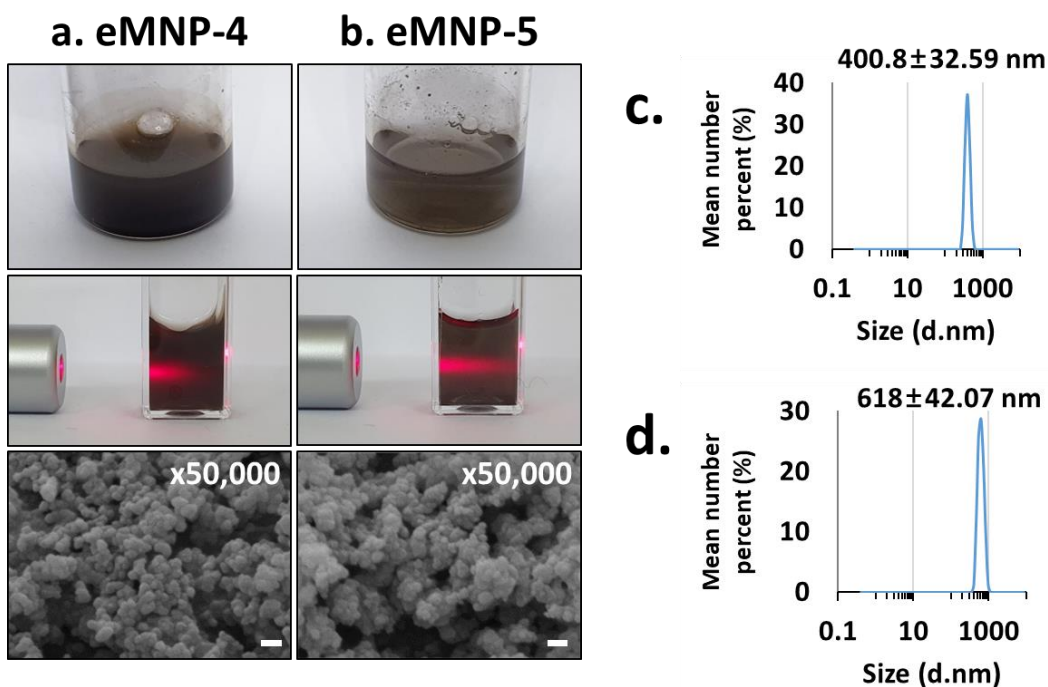 a. eMNP-4
b. eMNP-5
x50,000
x50,000
c.
400.8±32.59 nm
Mean number
percent (%)
40
30
20
10
0
0.1 10 1000
Size (d.nm)
d.
618±42.07 nm
Mean number
percent (%)
30
20
10
0
0.1 10 1000
Size (d.nm)